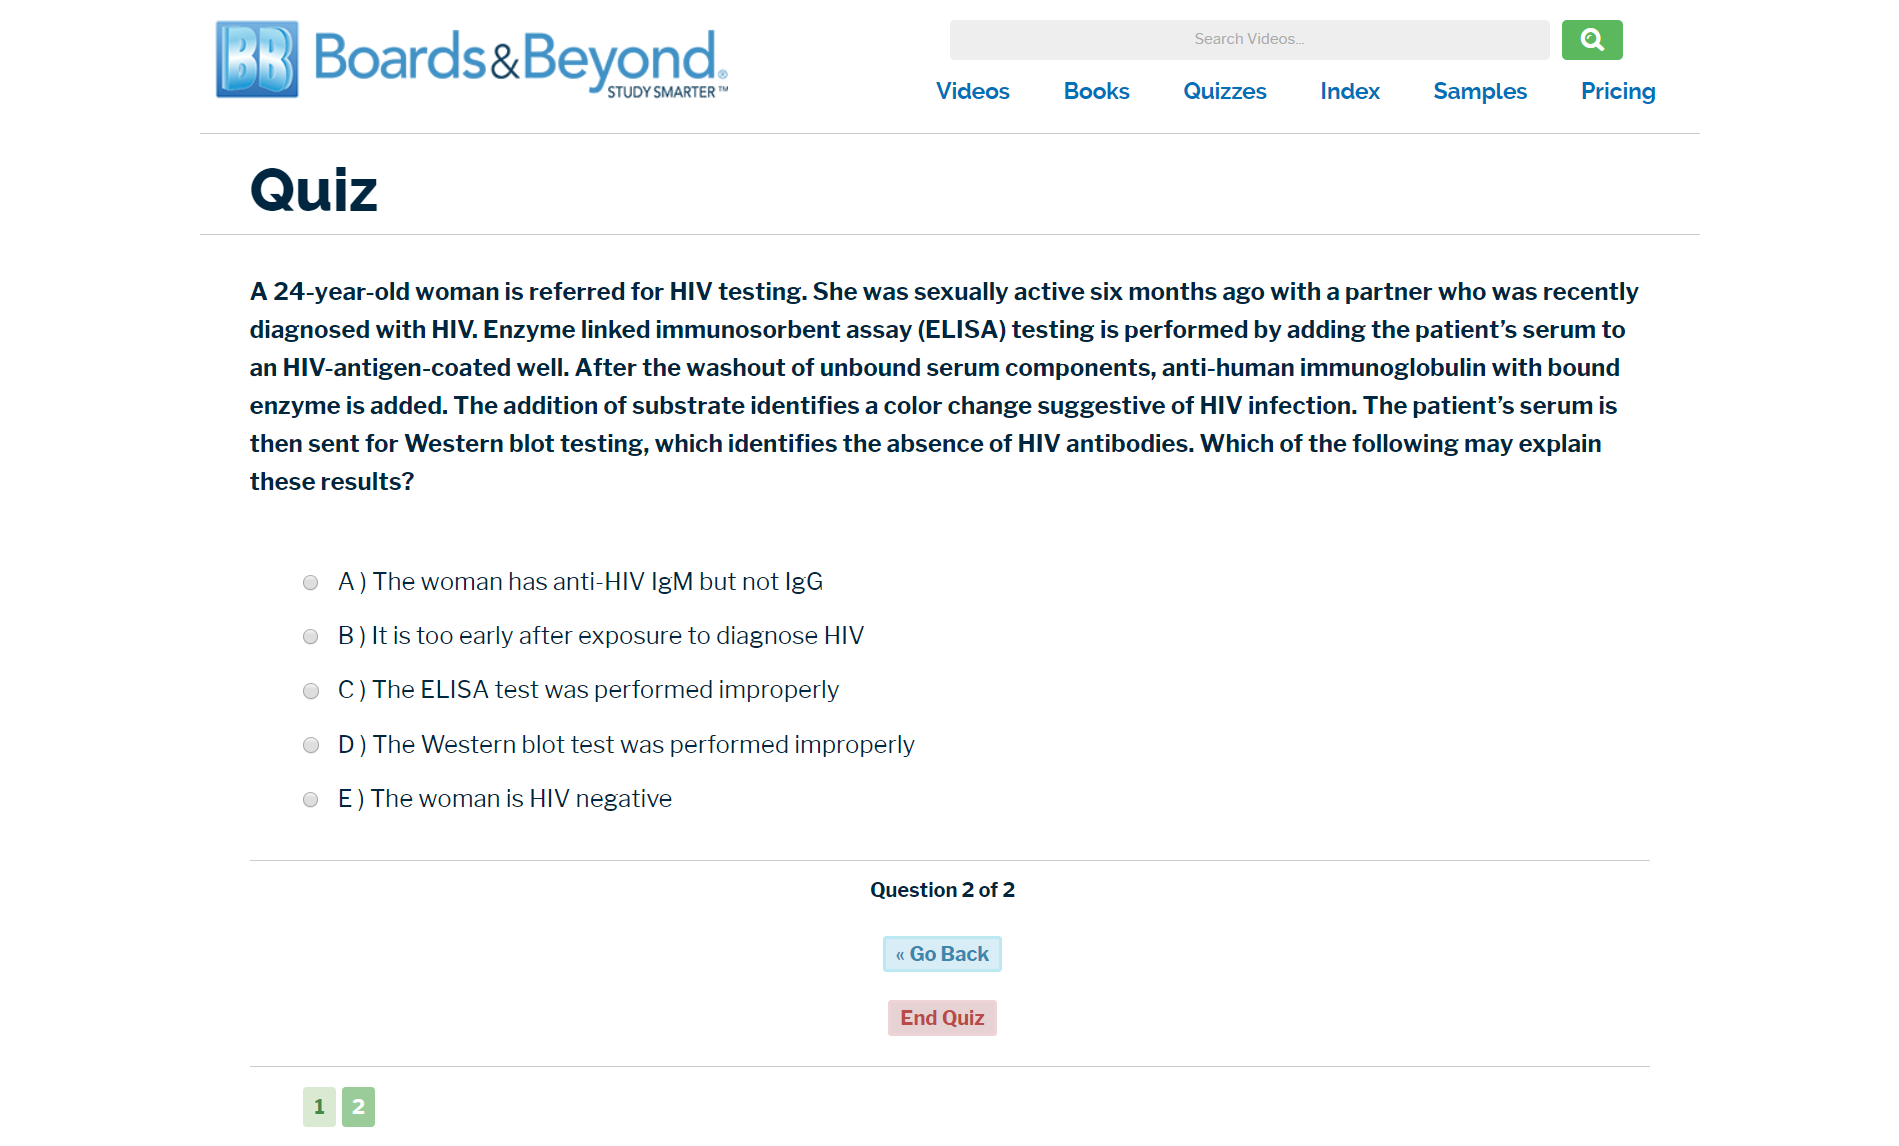 BB Boards&Beyond®
STUDY SMARTER™
Search Videos...
Videos Books Quizzes Index Samples Pricing
Quiz
A 24-year-old woman is referred for HIV testing. She was sexually active six months ago with a partner who was recently
diagnosed with HIV. Enzyme linked immunosorbent assay (ELISA) testing is performed by adding the patient’s serum to
an HIV-antigen-coated well. After the washout of unbound serum components, anti-human immunoglobulin with bound
enzyme is added. The addition of substrate identifies a color change suggestive of HIV infection. The patient’s serum is
then sent for Western blot testing, which identifies the absence of HIV antibodies. Which of the following may explain
these results?
A ) The woman has anti-HIV IgM but not IgG
B ) It is too early after exposure to diagnose HIV
C ) The ELISA test was performed improperly
D ) The Western blot test was performed improperly
E ) The woman is HIV negative
Question 2 of 2
« Go Back
End Quiz
1 2